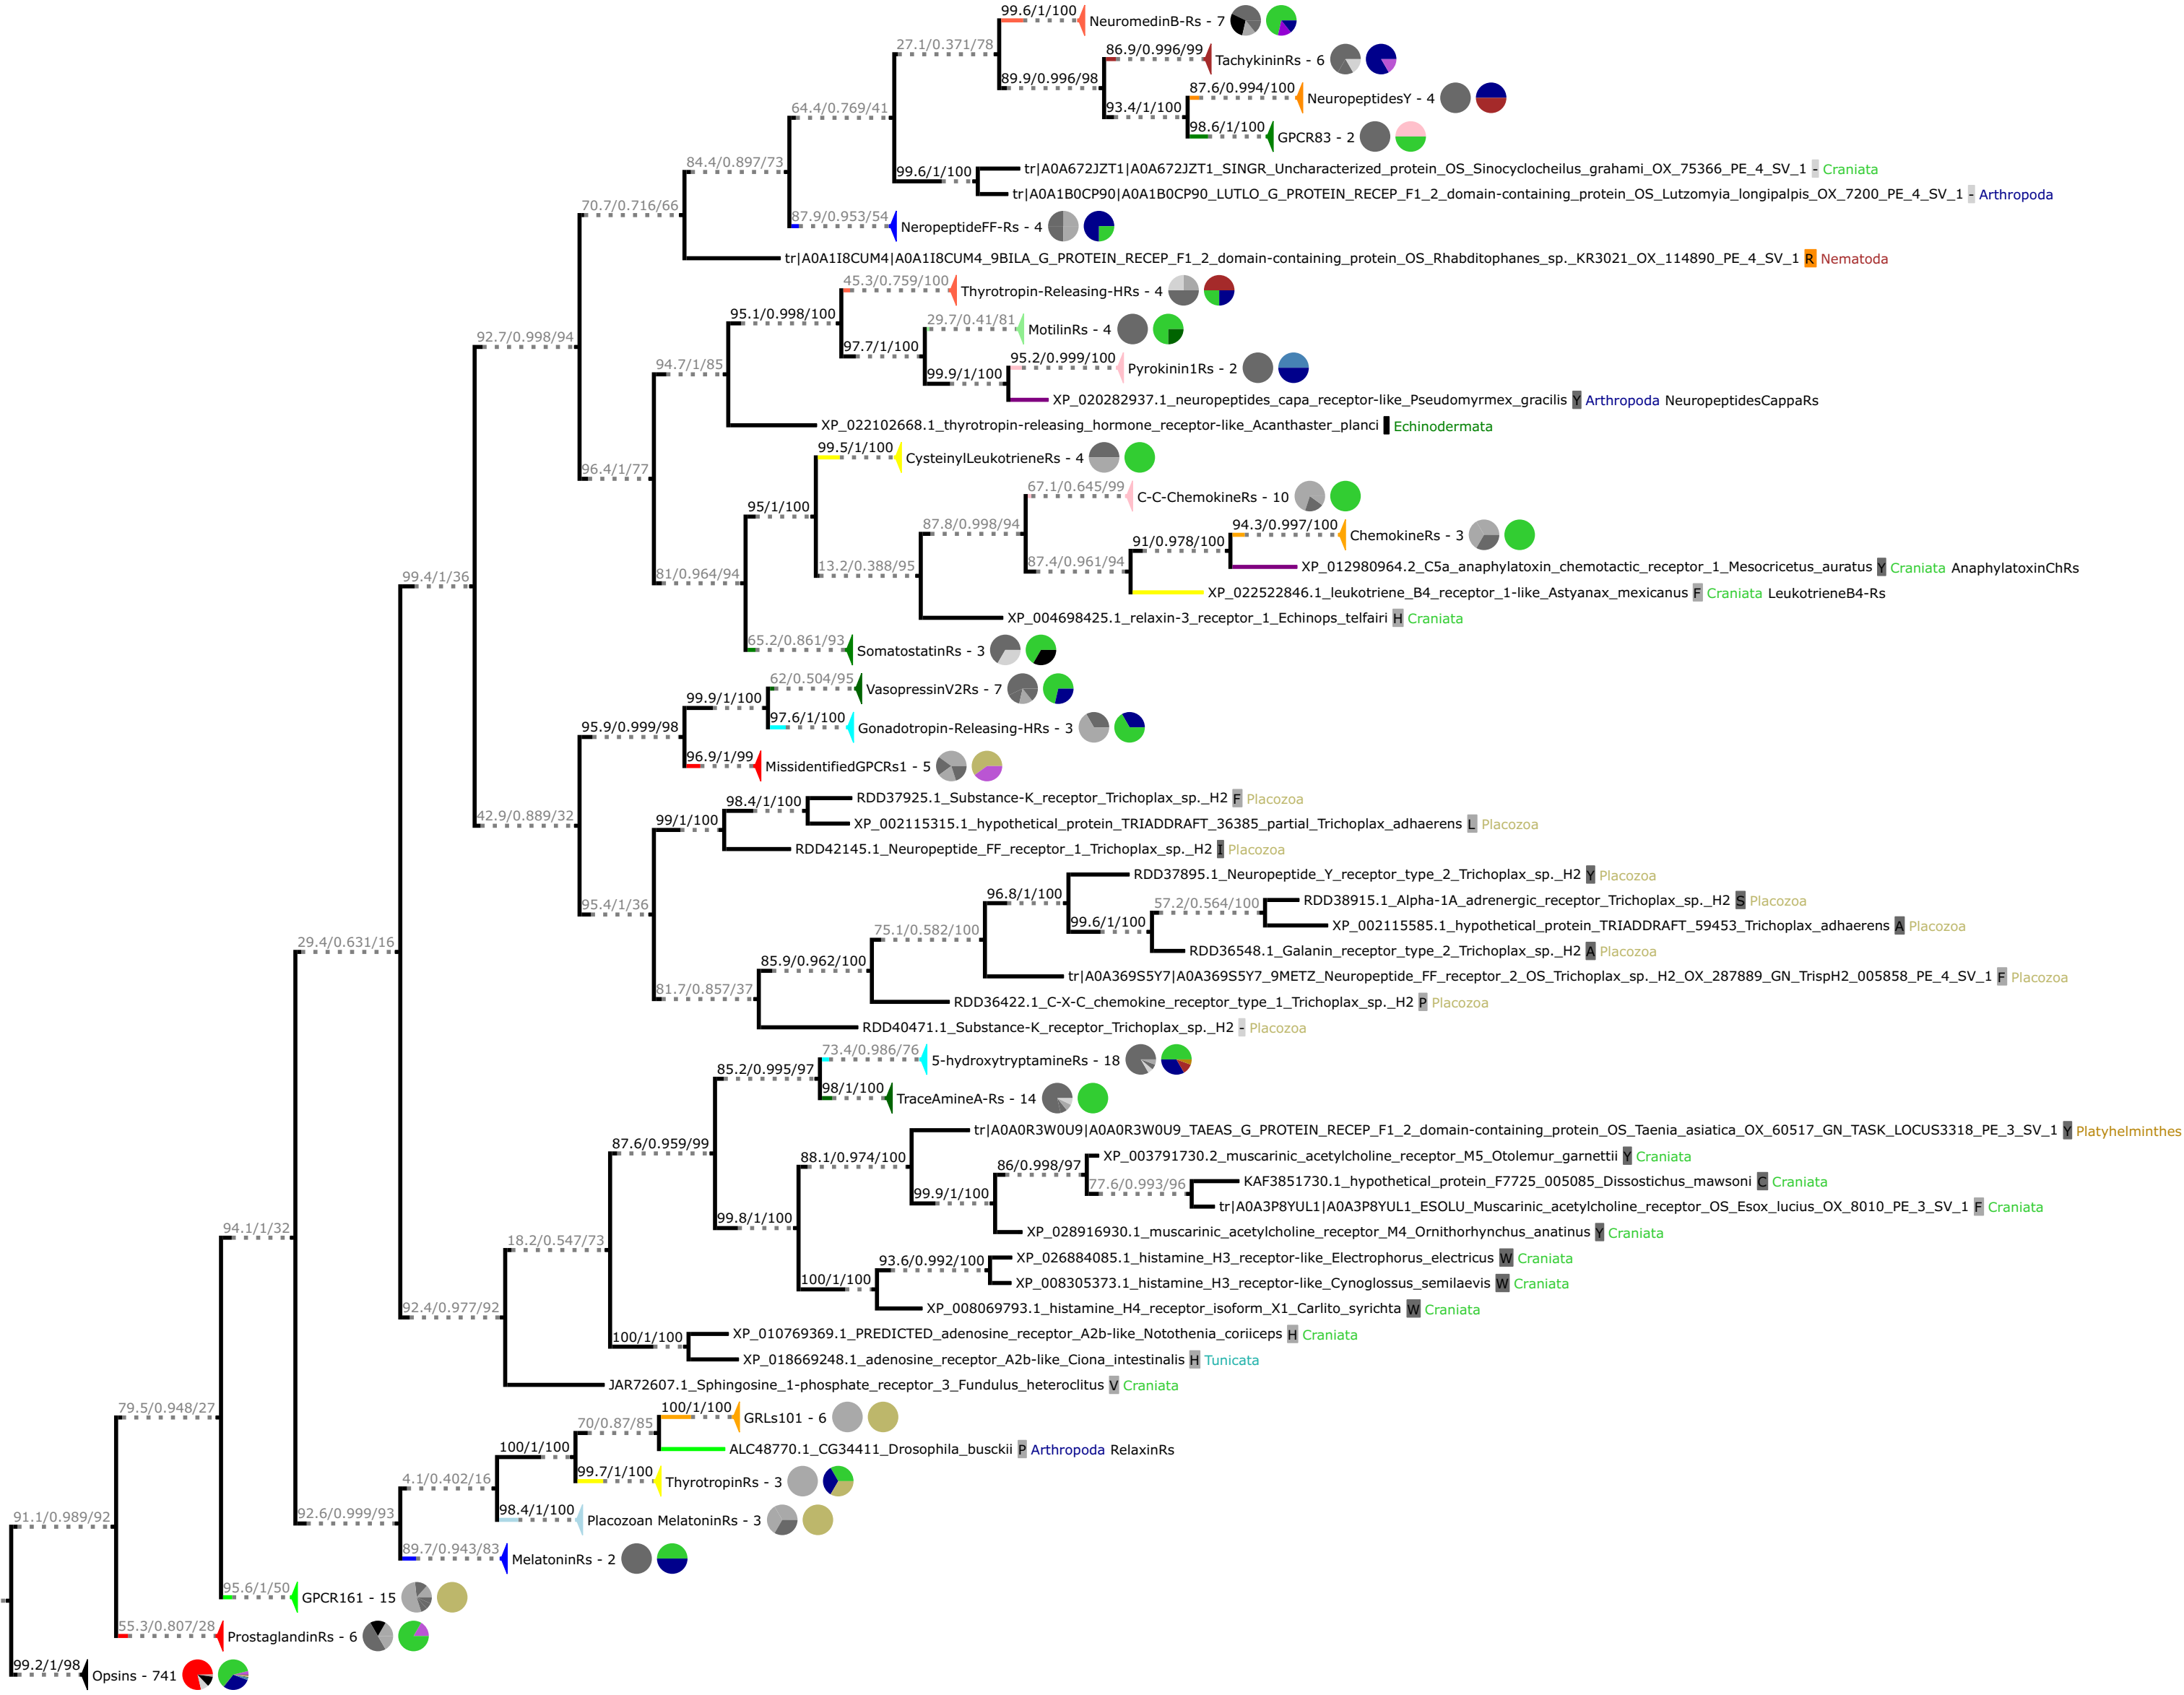 99.6/1/100
NeuromedinB-Rs - 7
27.1/0.371/78
86.9/0.996/99
TachykininRs - 6
89.9/0.996/98
87.6/0.994/100
NeuropeptidesY - 4
93.4/1/100
64.4/0.769/41
98.6/1/100
GPCR83 - 2
84.4/0.897/73
99.6/1/100
tr|A0A672JZT1|A0A672JZT1_SINGR_Uncharacterized_protein_OS_Sinocyclocheilus_grahami_OX_75366_PE_4_SV_1 - Craniata
tr|A0A1B0CP90|A0A1B0CP90_LUTLO_G_PROTEIN_RECEP_F1_2_domain-containing_protein_OS_Lutzomyia_longipalpis_OX_7200_PE_4_SV_1 - Arthropoda
70.7/0.716/66
87.9/0.953/54
NeropeptideFF-Rs - 4
tr|A0A1I8CUM4|A0A1I8CUM4_9BILA_G_PROTEIN_RECEP_F1_2_domain-containing_protein_OS_Rhabditophanes_sp._KR3021_OX_114890_PE_4_SV_1 R Nematoda
45.3/0.759/100
Thyrotropin-Releasing-HRs - 4
95.1/0.998/100
29.7/0.41/81
MotilinRs - 4
92.7/0.998/94
97.7/1/100
95.2/0.999/100
Pyrokinin1Rs - 2
94.7/1/85
99.9/1/100
XP_020282937.1_neuropeptides_capa_receptor-like_Pseudomyrmex_gracilis Y Arthropoda NeuropeptidesCappaRs
XP_022102668.1_thyrotropin-releasing_hormone_receptor-like_Acanthaster_planci Echinodermata
99.5/1/100
CysteinylLeukotrieneRs - 4
96.4/1/77
67.1/0.645/99
C-C-ChemokineRs - 10
95/1/100
87.8/0.998/94
94.3/0.997/100
ChemokineRs - 3
91/0.978/100
81/0.964/94
13.2/0.388/95
87.4/0.961/94
XP_012980964.2_C5a_anaphylatoxin_chemotactic_receptor_1_Mesocricetus_auratus Y Craniata AnaphylatoxinChRs
99.4/1/36
XP_022522846.1_leukotriene_B4_receptor_1-like_Astyanax_mexicanus F Craniata LeukotrieneB4-Rs
XP_004698425.1_relaxin-3_receptor_1_Echinops_telfairi H Craniata
65.2/0.861/93
SomatostatinRs - 3
62/0.504/95
VasopressinV2Rs - 7
99.9/1/100
97.6/1/100
Gonadotropin-Releasing-HRs - 3
95.9/0.999/98
96.9/1/99
MissidentifiedGPCRs1 - 5
98.4/1/100
RDD37925.1_Substance-K_receptor_Trichoplax_sp._H2 F Placozoa
42.9/0.889/32
99/1/100
XP_002115315.1_hypothetical_protein_TRIADDRAFT_36385_partial_Trichoplax_adhaerens L Placozoa
RDD42145.1_Neuropeptide_FF_receptor_1_Trichoplax_sp._H2 I Placozoa
RDD37895.1_Neuropeptide_Y_receptor_type_2_Trichoplax_sp._H2 Y Placozoa
96.8/1/100
57.2/0.564/100
RDD38915.1_Alpha-1A_adrenergic_receptor_Trichoplax_sp._H2 S Placozoa
95.4/1/36
99.6/1/100
XP_002115585.1_hypothetical_protein_TRIADDRAFT_59453_Trichoplax_adhaerens A Placozoa
29.4/0.631/16
75.1/0.582/100
RDD36548.1_Galanin_receptor_type_2_Trichoplax_sp._H2 A Placozoa
85.9/0.962/100
tr|A0A369S5Y7|A0A369S5Y7_9METZ_Neuropeptide_FF_receptor_2_OS_Trichoplax_sp._H2_OX_287889_GN_TrispH2_005858_PE_4_SV_1 F Placozoa
81.7/0.857/37
RDD36422.1_C-X-C_chemokine_receptor_type_1_Trichoplax_sp._H2 P Placozoa
RDD40471.1_Substance-K_receptor_Trichoplax_sp._H2 - Placozoa
73.4/0.986/76
5-hydroxytryptamineRs - 18
85.2/0.995/97
98/1/100
TraceAmineA-Rs - 14
tr|A0A0R3W0U9|A0A0R3W0U9_TAEAS_G_PROTEIN_RECEP_F1_2_domain-containing_protein_OS_Taenia_asiatica_OX_60517_GN_TASK_LOCUS3318_PE_3_SV_1 Y Platyhelminthes
87.6/0.959/99
88.1/0.974/100
86/0.998/97
XP_003791730.2_muscarinic_acetylcholine_receptor_M5_Otolemur_garnettii Y Craniata
77.6/0.993/96
KAF3851730.1_hypothetical_protein_F7725_005085_Dissostichus_mawsoni C Craniata
99.9/1/100
tr|A0A3P8YUL1|A0A3P8YUL1_ESOLU_Muscarinic_acetylcholine_receptor_OS_Esox_lucius_OX_8010_PE_3_SV_1 F Craniata
94.1/1/32
99.8/1/100
XP_028916930.1_muscarinic_acetylcholine_receptor_M4_Ornithorhynchus_anatinus Y Craniata
18.2/0.547/73
93.6/0.992/100
XP_026884085.1_histamine_H3_receptor-like_Electrophorus_electricus W Craniata
100/1/100
XP_008305373.1_histamine_H3_receptor-like_Cynoglossus_semilaevis W Craniata
92.4/0.977/92
XP_008069793.1_histamine_H4_receptor_isoform_X1_Carlito_syrichta W Craniata
100/1/100
XP_010769369.1_PREDICTED_adenosine_receptor_A2b-like_Notothenia_coriiceps H Craniata
XP_018669248.1_adenosine_receptor_A2b-like_Ciona_intestinalis H Tunicata
JAR72607.1_Sphingosine_1-phosphate_receptor_3_Fundulus_heteroclitus V Craniata
79.5/0.948/27
100/1/100
GRLs101 - 6
70/0.87/85
100/1/100
ALC48770.1_CG34411_Drosophila_busckii P Arthropoda RelaxinRs
99.7/1/100
ThyrotropinRs - 3
4.1/0.402/16
98.4/1/100
Placozoan MelatoninRs - 3
91.1/0.989/92
92.6/0.999/93
89.7/0.943/83
MelatoninRs - 2
95.6/1/50
GPCR161 - 15
55.3/0.807/28
ProstaglandinRs - 6
99.2/1/98
Opsins - 741